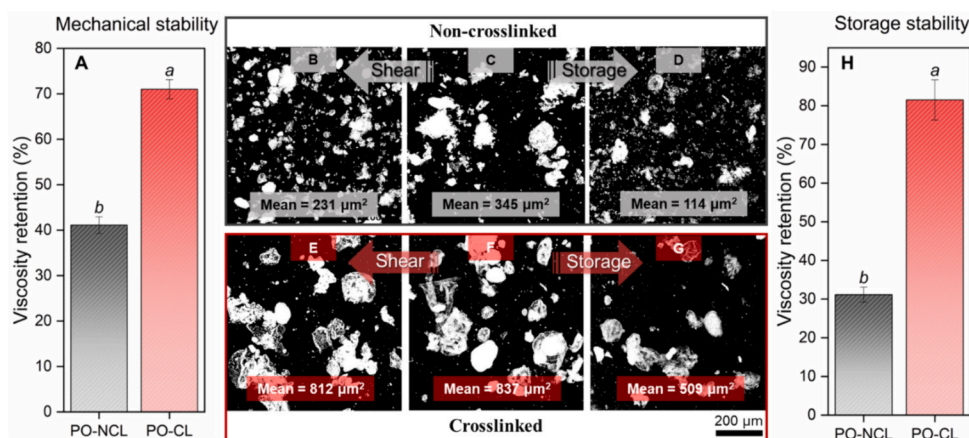 Mechanical stability
80
70
60
50
40
30
20
10
0
Viscosity retention (%)
A
a
b
PO-NCL PO-CL
Non-crosslinked
B C D
Shear Storage
Mean = 231 µm²
Mean = 345 µm²
Mean = 114 µm²
E F G
Shear Storage
Mean = 812 µm²
Mean = 837 µm²
Mean = 509 µm²
Crosslinked
200 µm
Storage stability
90
80
70
60
50
40
30
20
10
0
Viscosity retention (%)
H
a
b
PO-NCL PO-CL